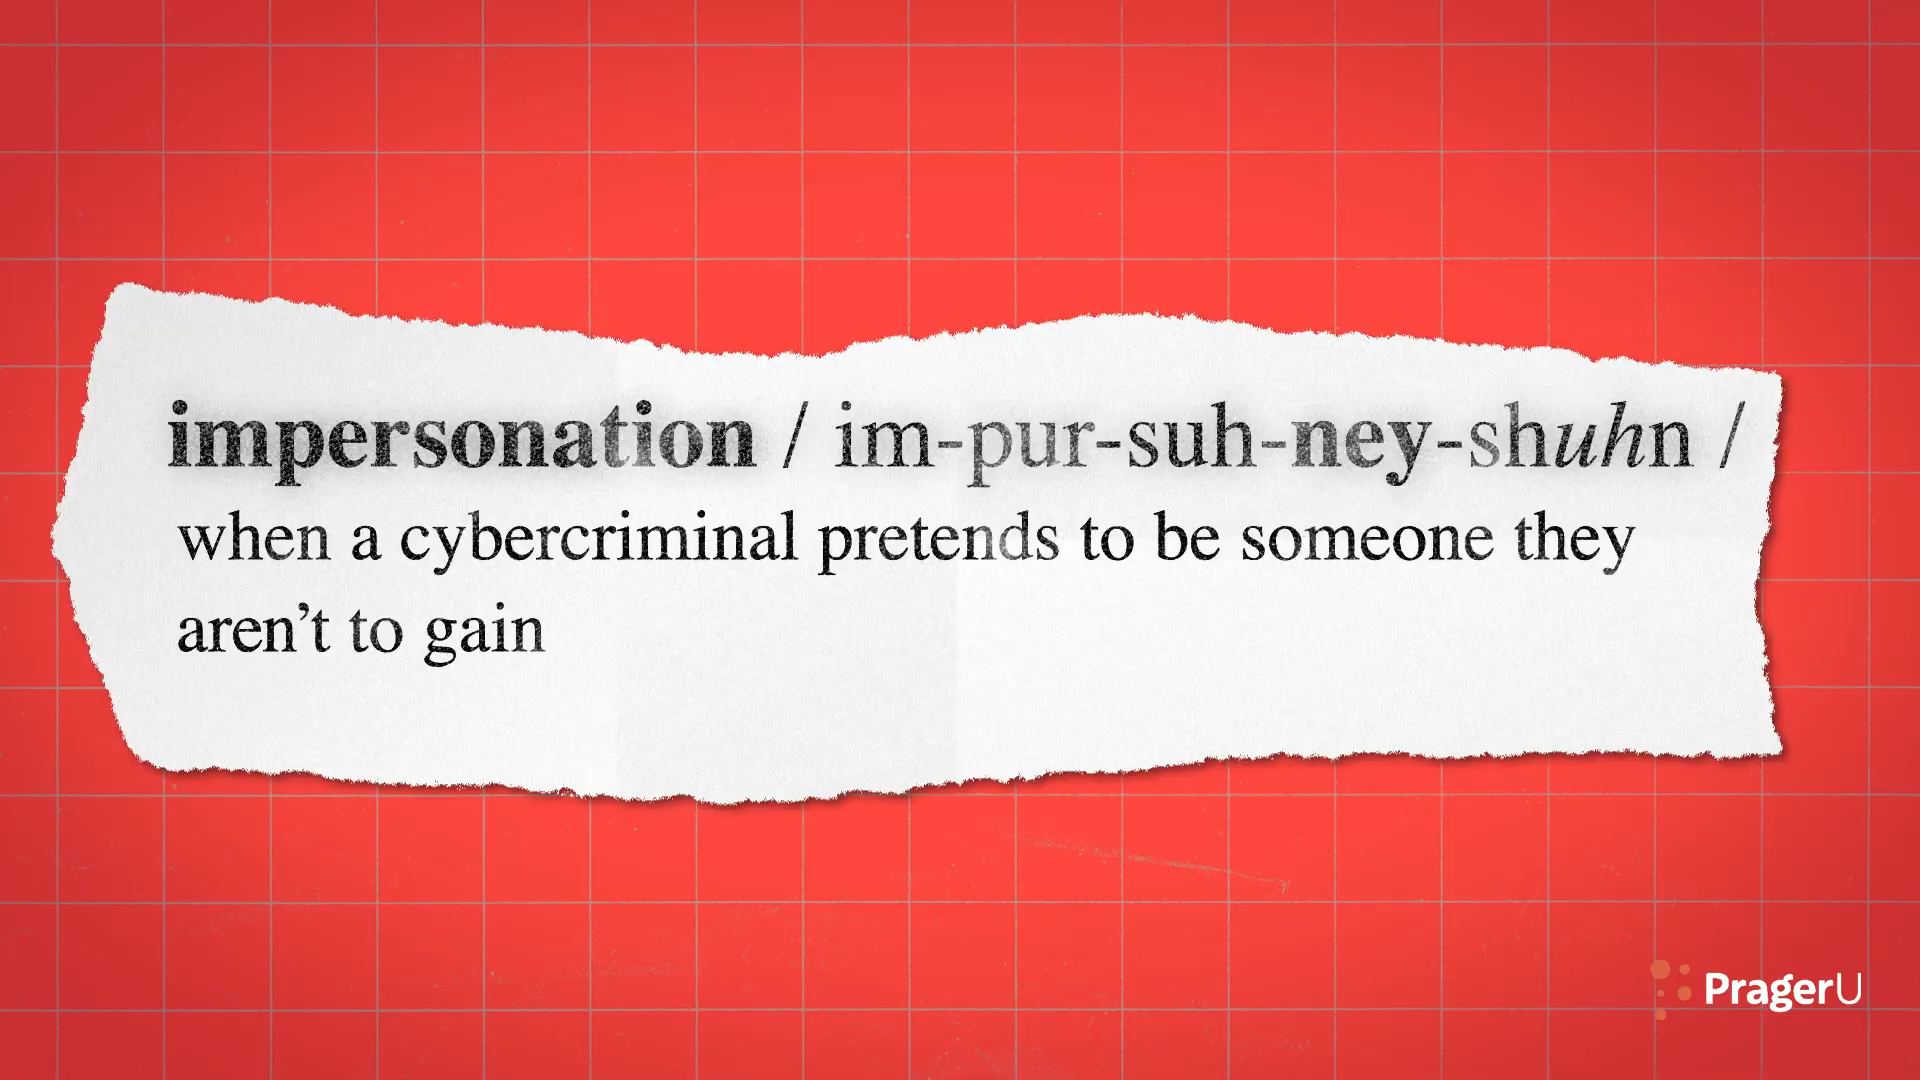 impersonation / im-pur-suh-ney-shuhn /
when a cybercriminal pretends to be someone they
aren’t to gain
PragerU